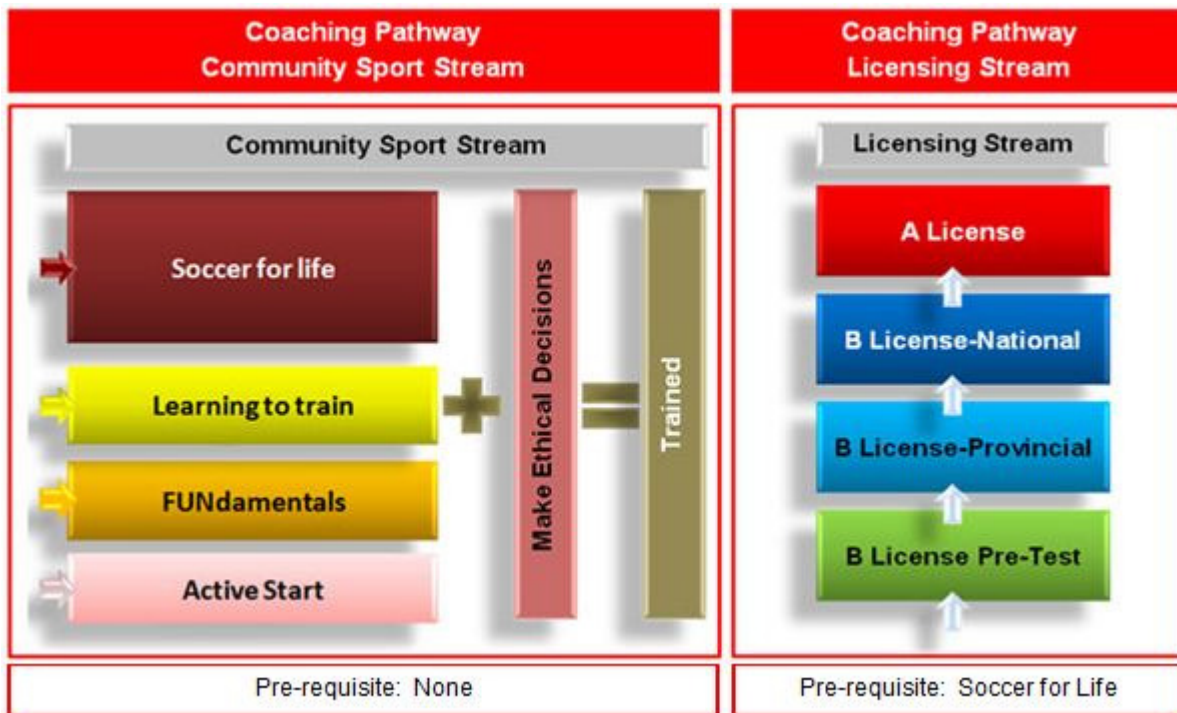 Coaching Pathway
Community Sport Stream
Community Sport Stream
Soccer for life
Learning to train
FUNdamentals
Active Start
Make Ethical Decisions
Trained
Pre-requisite: None
Coaching Pathway
Licensing Stream
Licensing Stream
A License
B License-National
B License-Provincial
B License Pre-Test
Pre-requisite: Soccer for Life